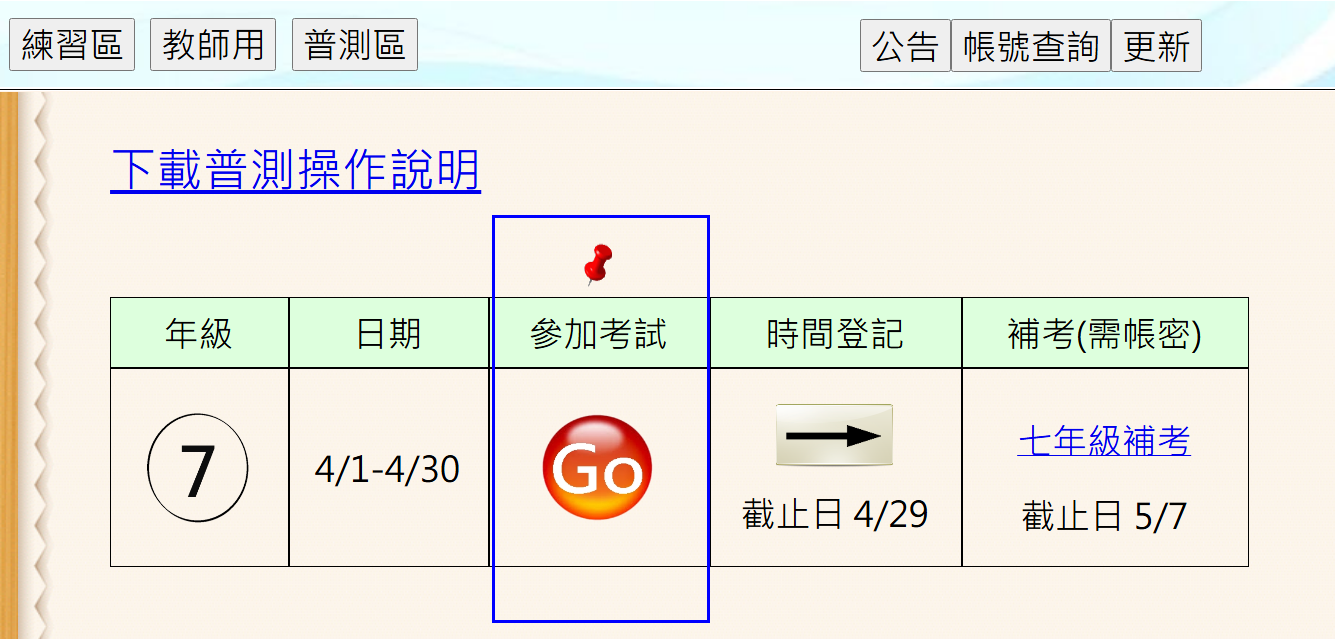 練習區 教師用 普測區 公告 帳號查詢 更新
下載普測操作說明
年級 日期 參加考試 時間登記 補考(需帳密)
7 4/1-4/30 Go 七年級補考
截止日 4/29 截止日 5/7